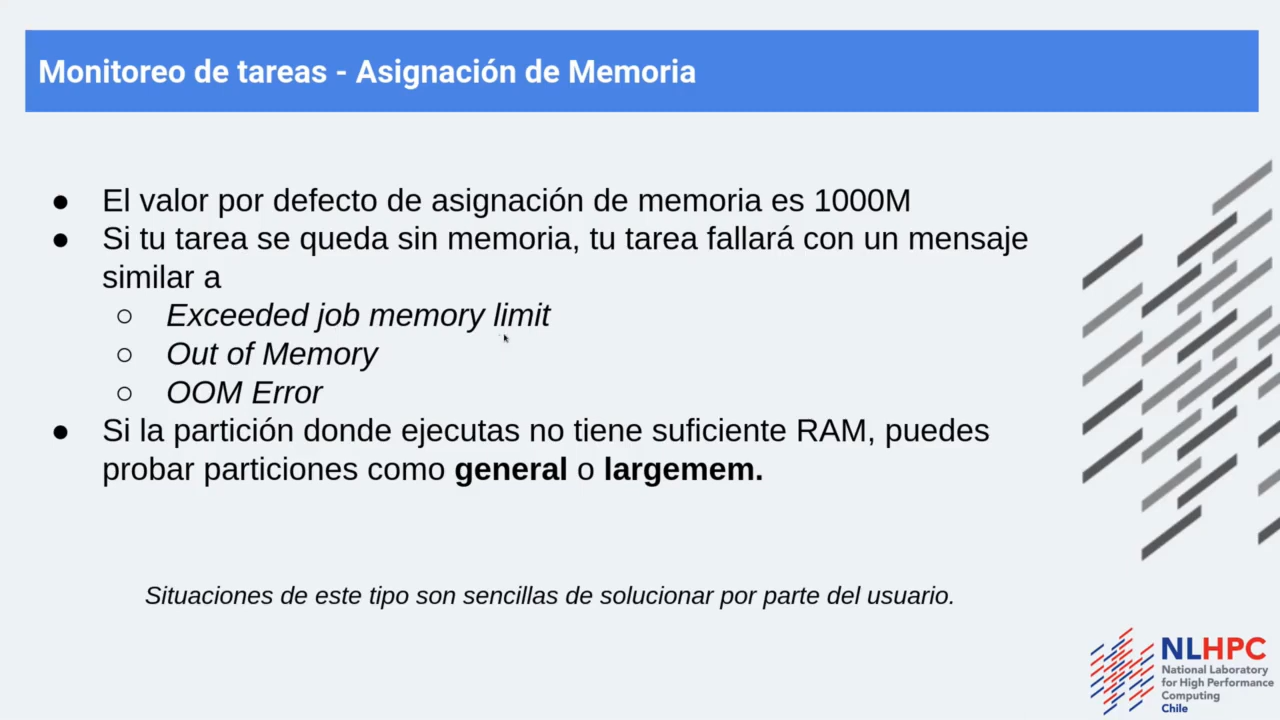 Monitoreo de tareas - Asignación de Memoria
● El valor por defecto de asignación de memoria es 1000M
● Si tu tarea se queda sin memoria, tu tarea fallará con un mensaje
similar a
○ Exceeded job memory limit
○ Out of Memory
○ OOM Error
● Si la partición donde ejecutas no tiene suficiente RAM, puedes
probar particiones como general o largemem.
Situaciones de este tipo son sencillas de solucionar por parte del usuario.
NLHPC
National Laboratory
for High Performance
Computing
Chile